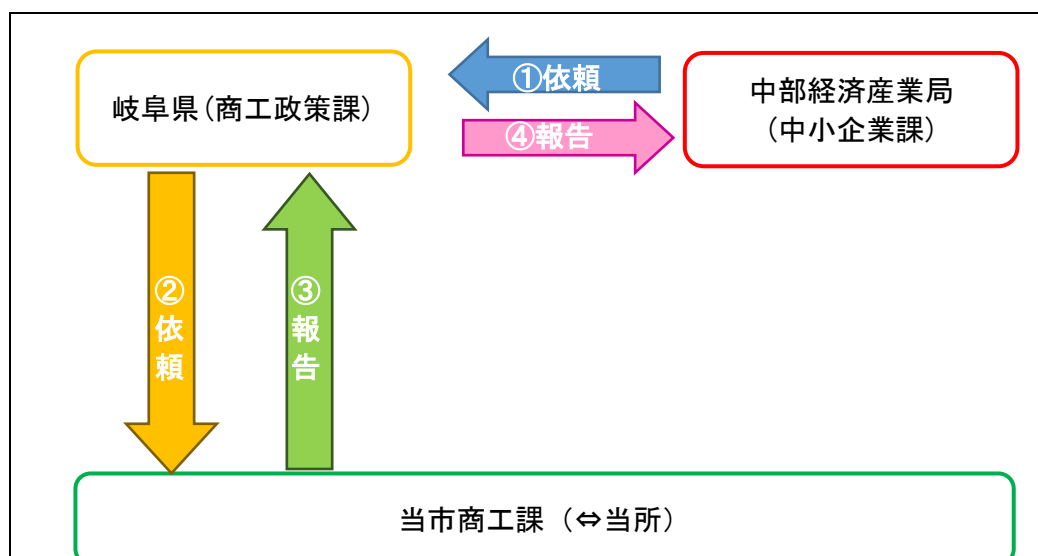 岐阜県(商工政策課)
①依頼
④報告
中部経済産業局
(中小企業課)
②依頼
③報告
当市商工課（⇔当所）